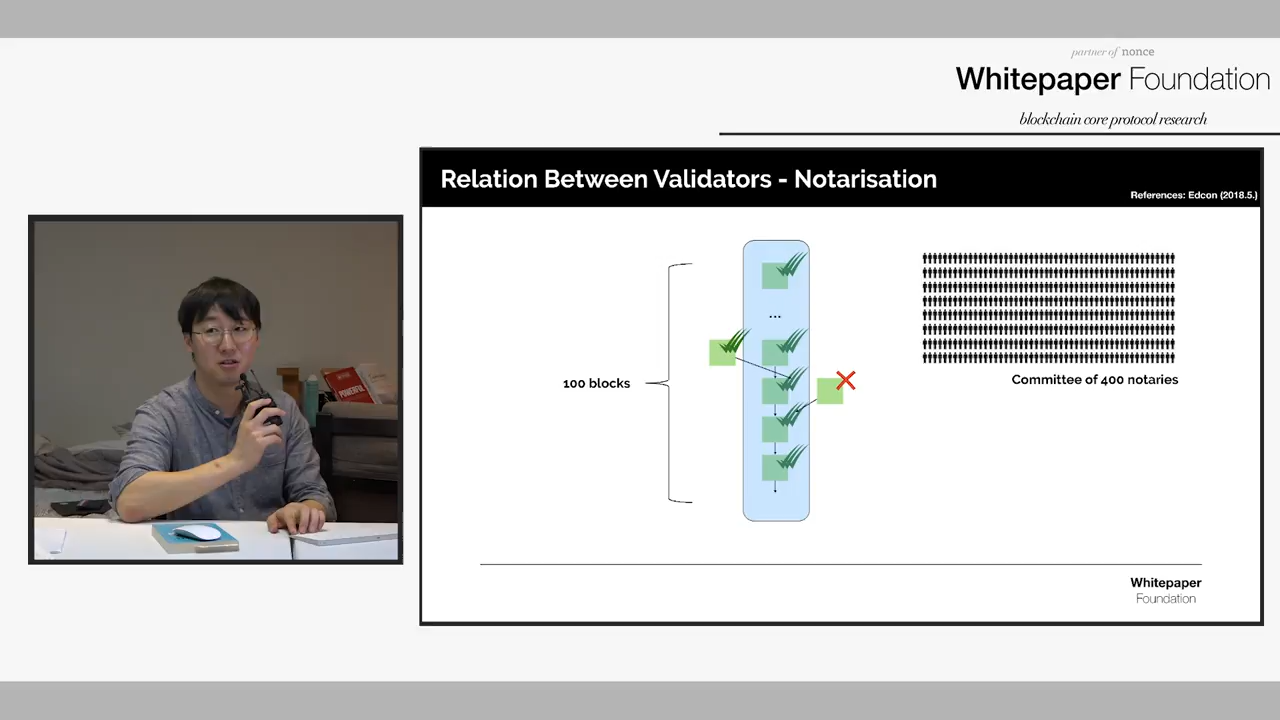 partner of nonce
Whitepaper Foundation
blockchain core protocol research
Relation Between Validators - Notarisation
References: Edcon (2018.5.)
...
100 blocks
Committee of 400 notaries
POWERFUL
Whitepaper
Foundation